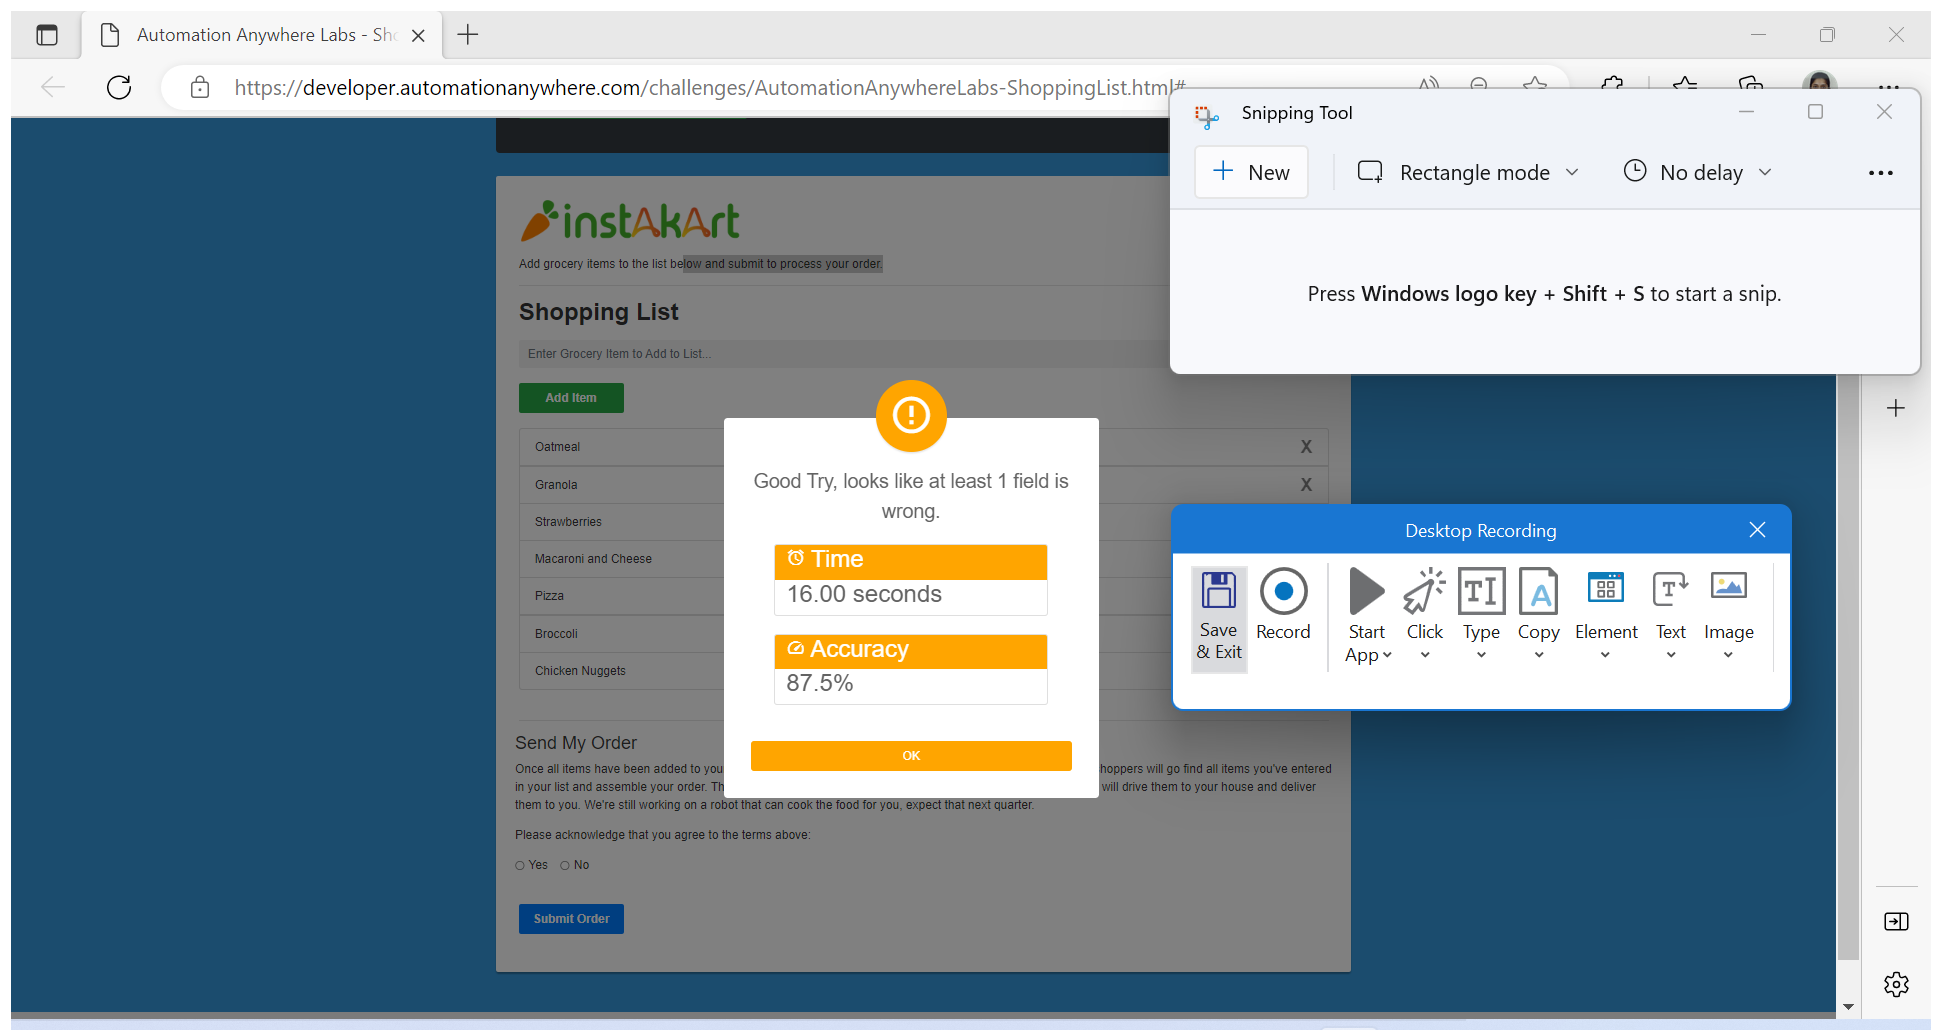 Automation Anywhere Labs - Sho
https://developer.automationanywhere.com/challenges/AutomationAnywhereLabs-ShoppingList.html#
Snipping Tool
New
Rectangle mode
No delay
Press Windows logo key + Shift + S to start a snip.
instAkArt
Add grocery items to the list below and submit to process your order.
Shopping List
Enter Grocery Item to Add to List...
Add Item
Oatmeal X
Granola X
Strawberries
Macaroni and Cheese
Pizza
Broccoli
Chicken Nuggets
Good Try, looks like at least 1 field is
wrong.
Time
16.00 seconds
Accuracy
87.5%
OK
Desktop Recording
Save
& Exit
Record
Start
App
Click
Type
Copy
Element
Text
Image
Send My Order
Once all items have been added to you hoppers will go find all items you've entered
in your list and assemble your order. Th will drive them to your house and deliver
them to you. We're still working on a robot that can cook the food for you, expect that next quarter.
Please acknowledge that you agree to the terms above:
Yes No
Submit Order